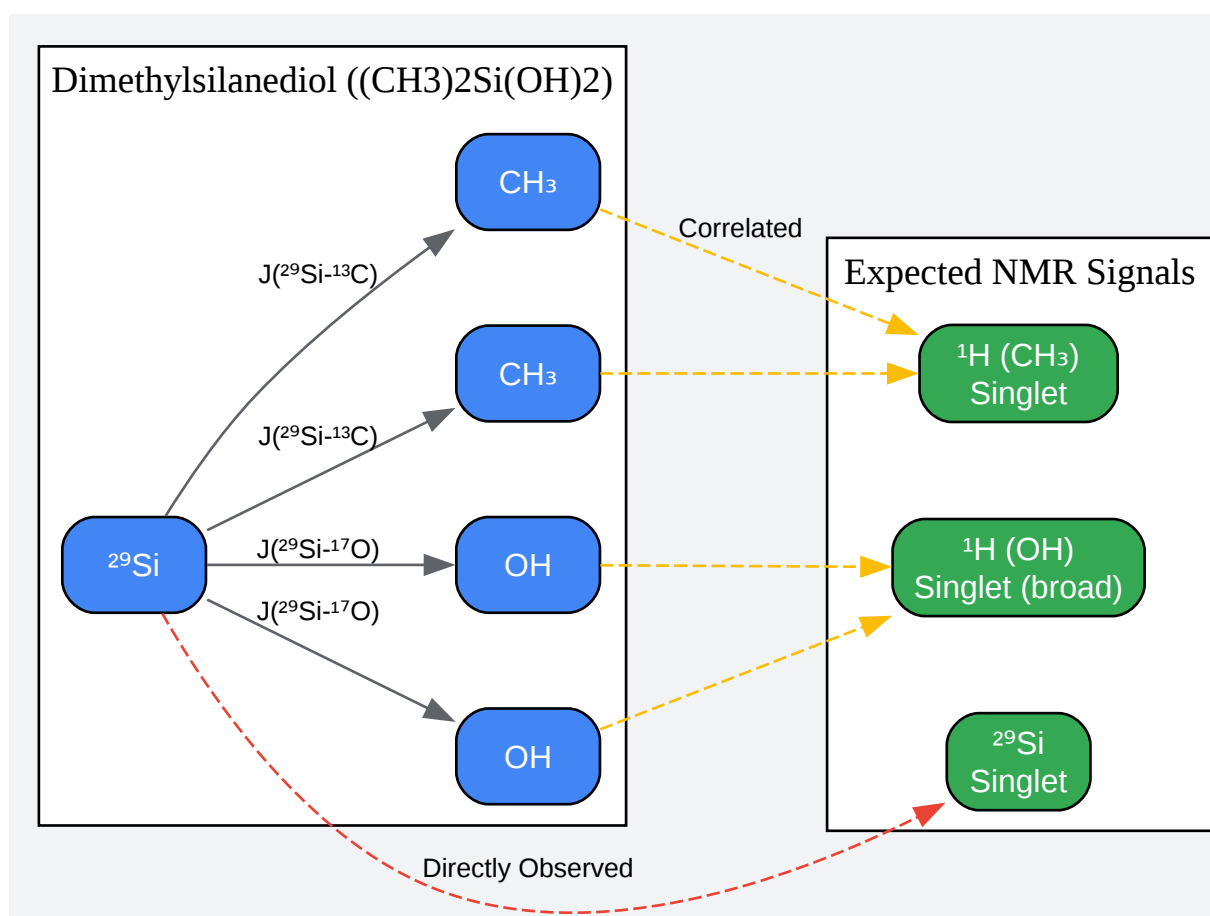 Dimethylsilanediol ((CH3)2Si(OH)2)
CH₃
Correlated
Expected NMR Signals
J(²⁹Si-¹³C)
¹H (CH₃)
Singlet
CH₃
J(²⁹Si-¹³C)
²⁹Si
J(²⁹Si-¹⁷O)
OH
¹H (OH)
Singlet (broad)
J(²⁹Si-¹⁷O)
OH
²⁹Si
Singlet
Directly Observed